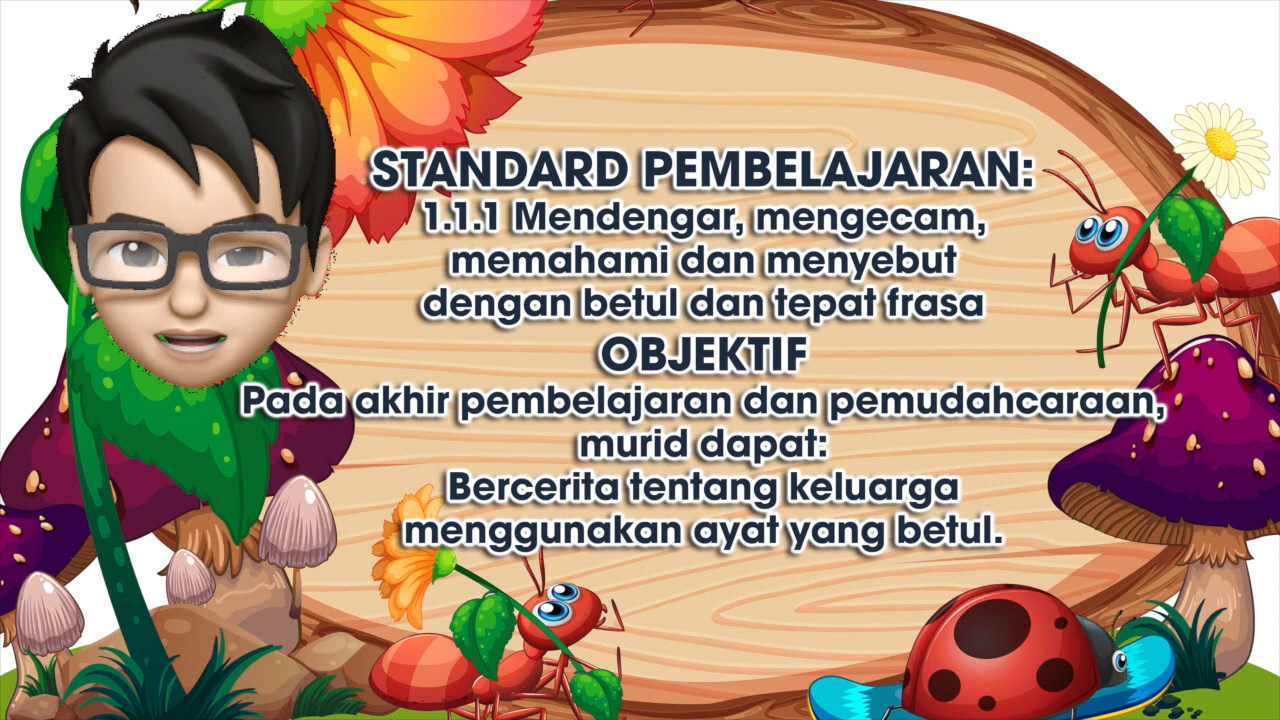 STANDARD PEMBELAJARAN:
1.1.1 Mendengar, mengecam,
memahami dan menyebut
dengan betul dan tepat frasa
OBJEKTIF
Pada akhir pembelajaran dan pemudahcaraan,
murid dapat:
Bercerita tentang keluarga
menggunakan ayat yang betul.